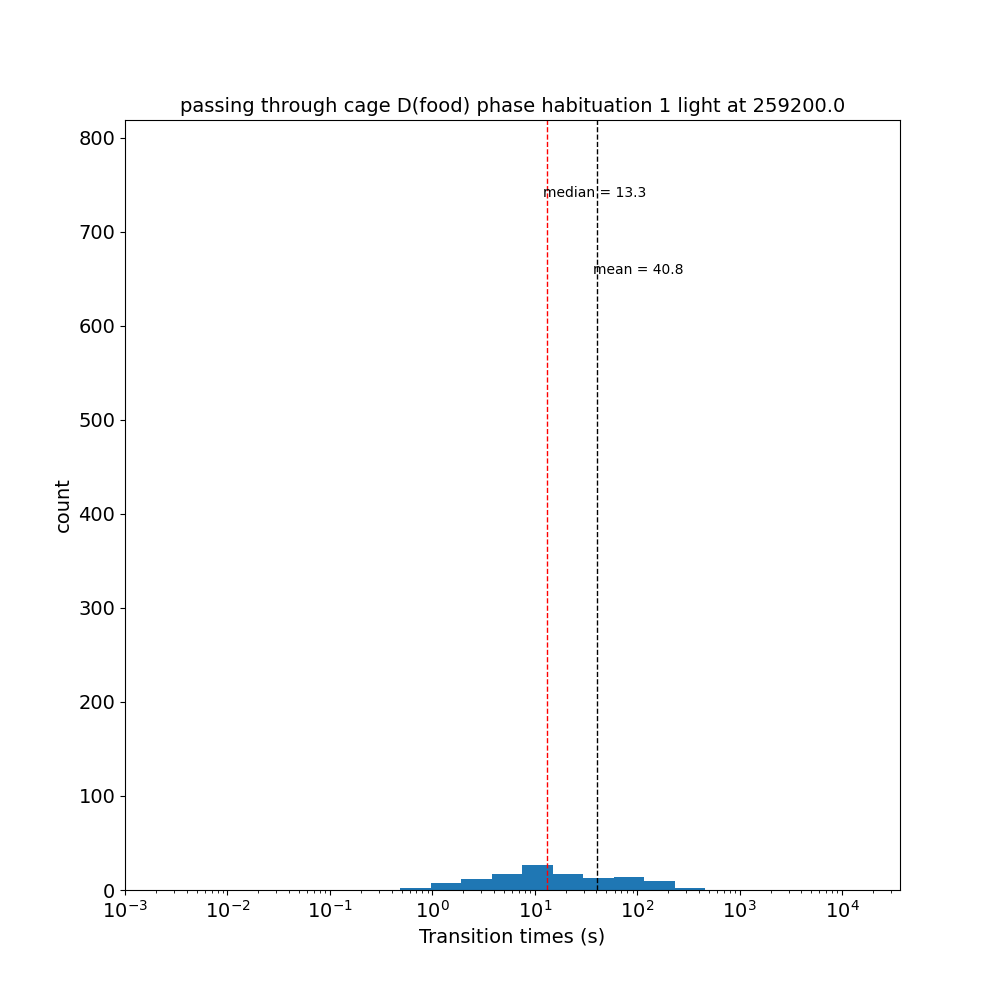 passing through cage D(food) phase habituation 1 light at 259200.0
800
median = 13.3
700
mean = 40.8
600
500
count
400
300
200
100
0
10⁻³ 10⁻² 10⁻¹ 10⁰ 10¹ 10² 10³ 10⁴
Transition times (s)